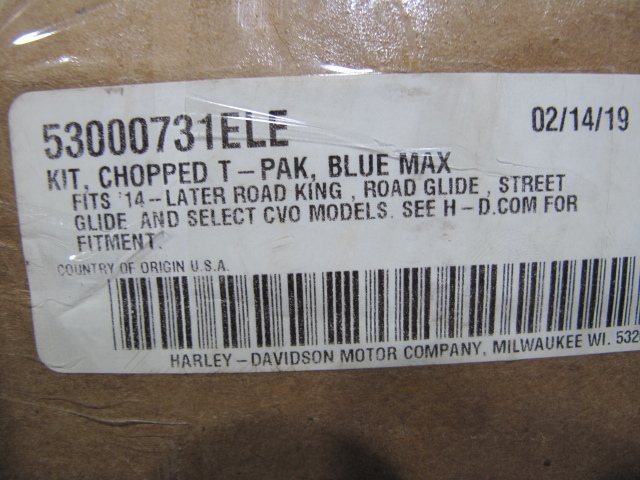 53000731ELE 02/14/19
KIT, CHOPPED T-PAK, BLUE MAX
FITS '14-LATER ROAD KING , ROAD GLIDE , STREET
GLIDE AND SELECT CVO MODELS. SEE H-D.COM FOR
FITMENT.
COUNTRY OF ORIGIN U.S.A.
HARLEY-DAVIDSON MOTOR COMPANY, MILWAUKEE WI. 532